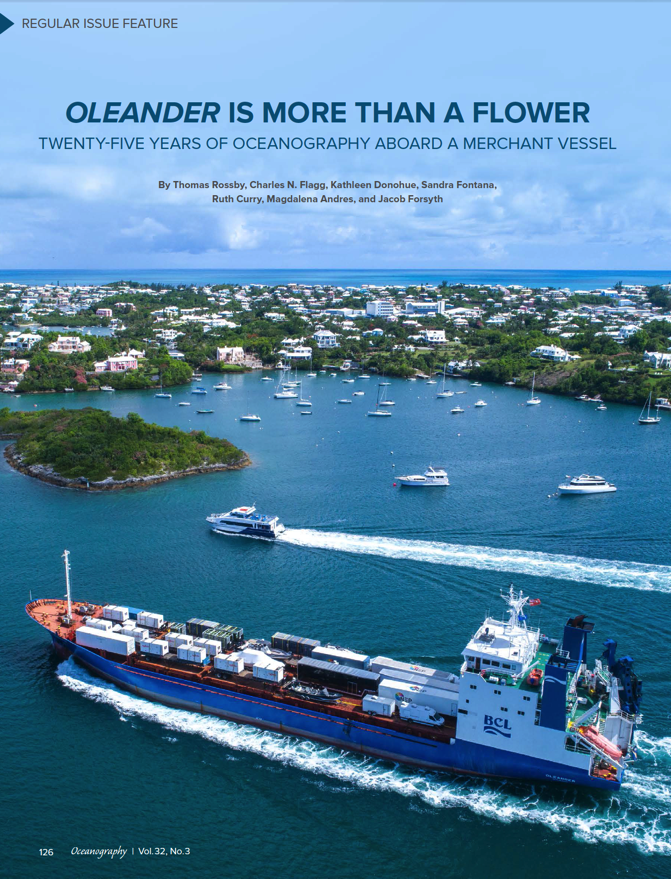 REGULAR ISSUE FEATURE
OLEANDER IS MORE THAN A FLOWER
TWENTY-FIVE YEARS OF OCEANOGRAPHY ABOARD A MERCHANT VESSEL
By Thomas Rossby, Charles N. Flagg, Kathleen Donohue, Sandra Fontana,
Ruth Curry, Magdalena Andres, and Jacob Forsyth
BCL
OLEANDER
126 Oceanography | Vol.32, No.3